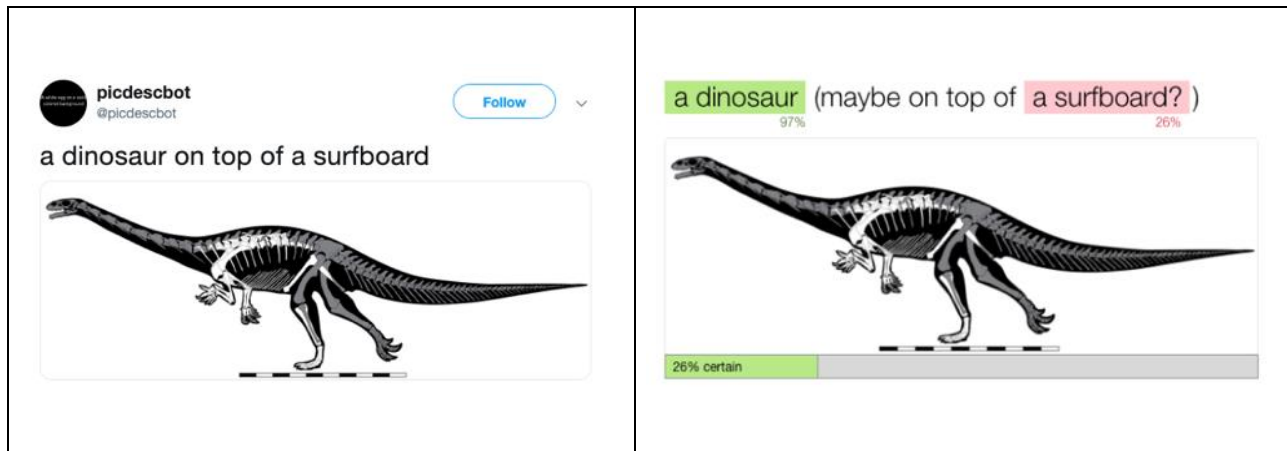 picdescbot
@picdescbot
Follow
a dinosaur on top of a surfboard
a dinosaur (maybe on top of a surfboard? )
97% 26%
26% certain